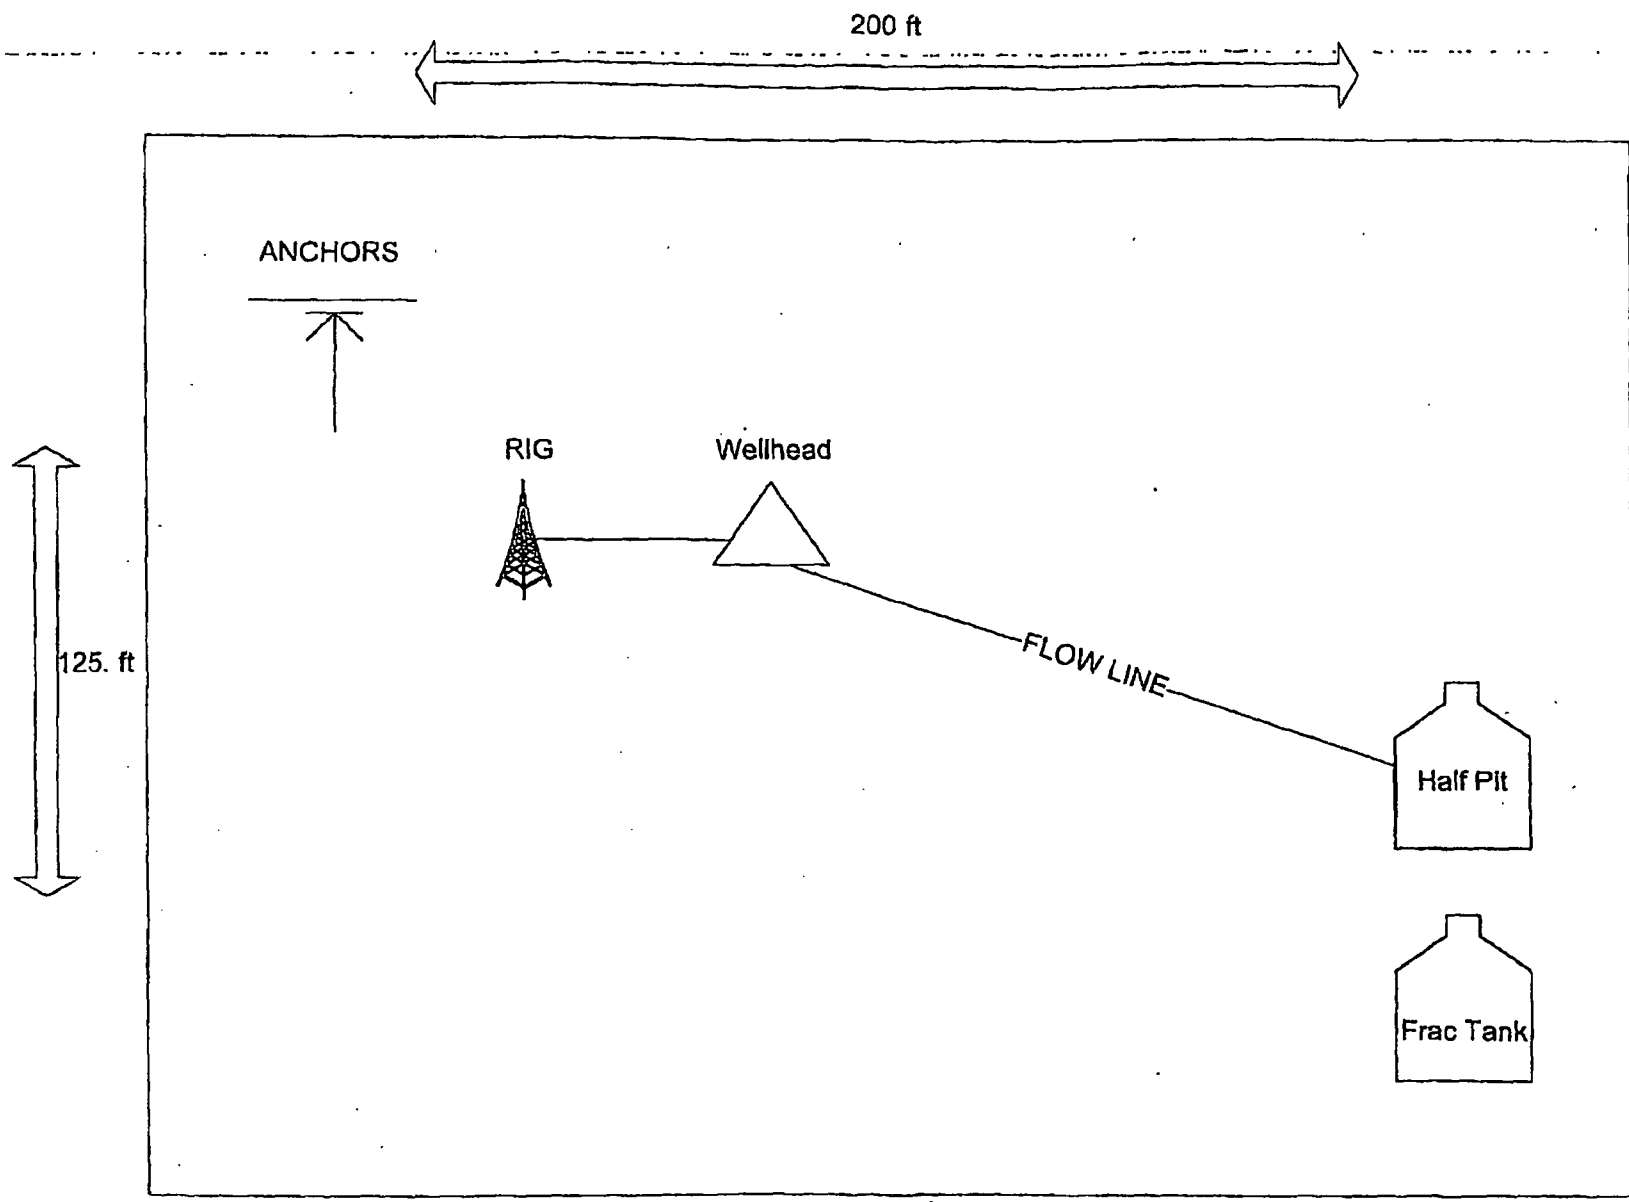 200 ft
ANCHORS
RIG
Wellhead
125. ft
FLOW LINE
Half Pit
Frac Tank